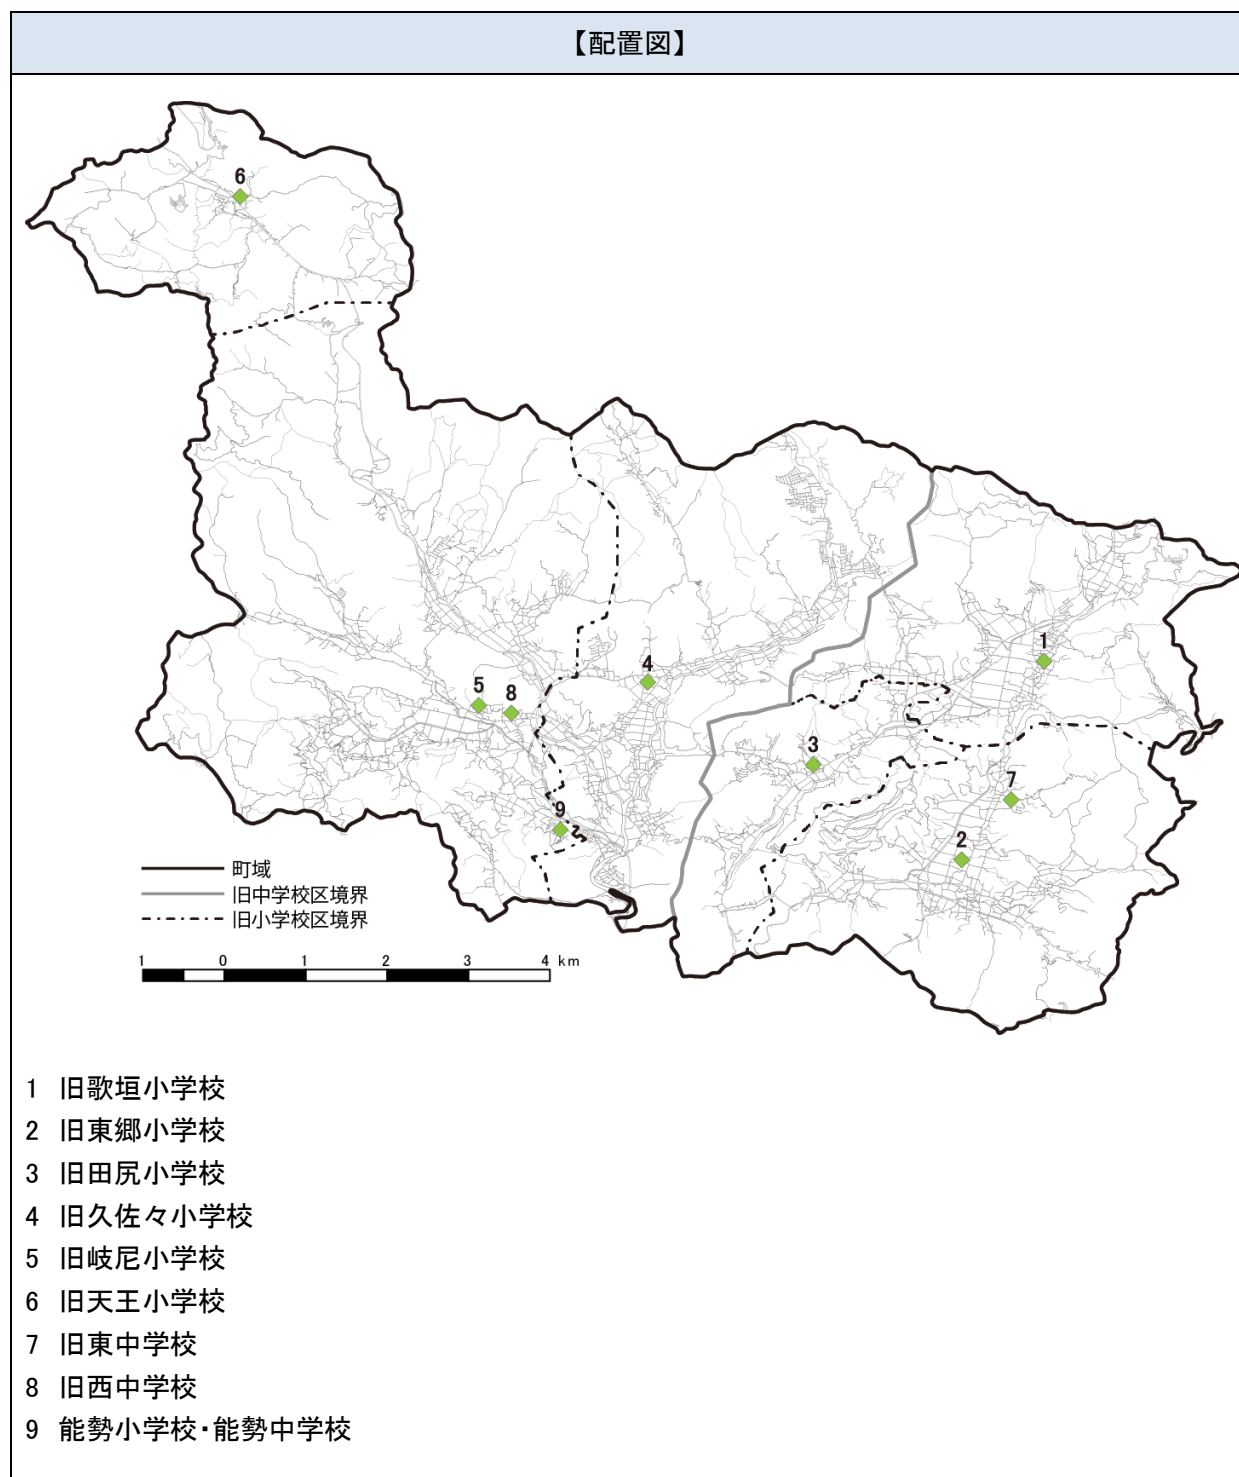 【配置図】
6
1
4
5
8
3
7
9
2
町域
旧中学校区境界
旧小学校区境界
1 0 1 2 3 4 km
1 旧歌垣小学校
2 旧東郷小学校
3 旧田尻小学校
4 旧久佐々小学校
5 旧岐尼小学校
6 旧天王小学校
7 旧東中学校
8 旧西中学校
9 能勢小学校・能勢中学校